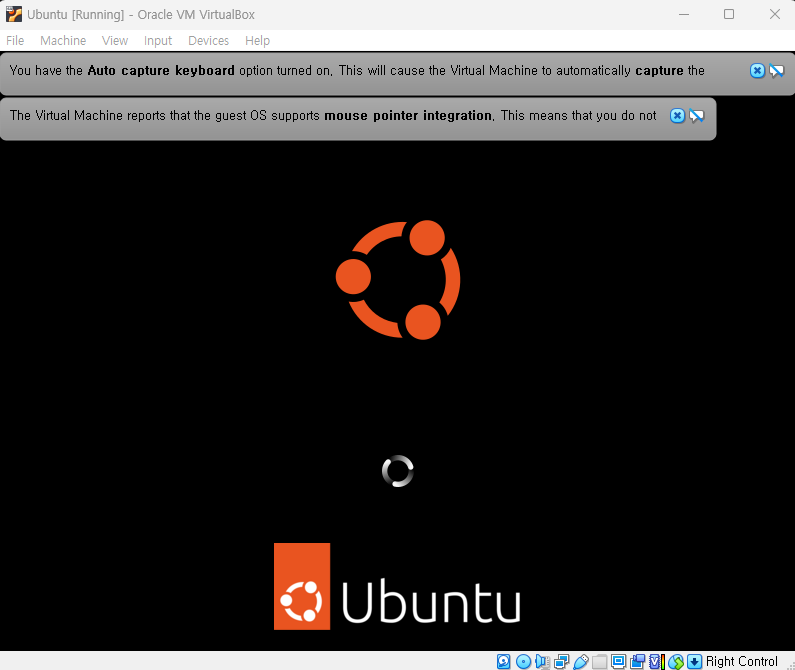 Ubuntu [Running] - Oracle VM VirtualBox
File Machine View Input Devices Help
You have the Auto capture keyboard option turned on. This will cause the Virtual Machine to automatically capture the
The Virtual Machine reports that the guest OS supports mouse pointer integration. This means that you do not
Ubuntu
Right Control